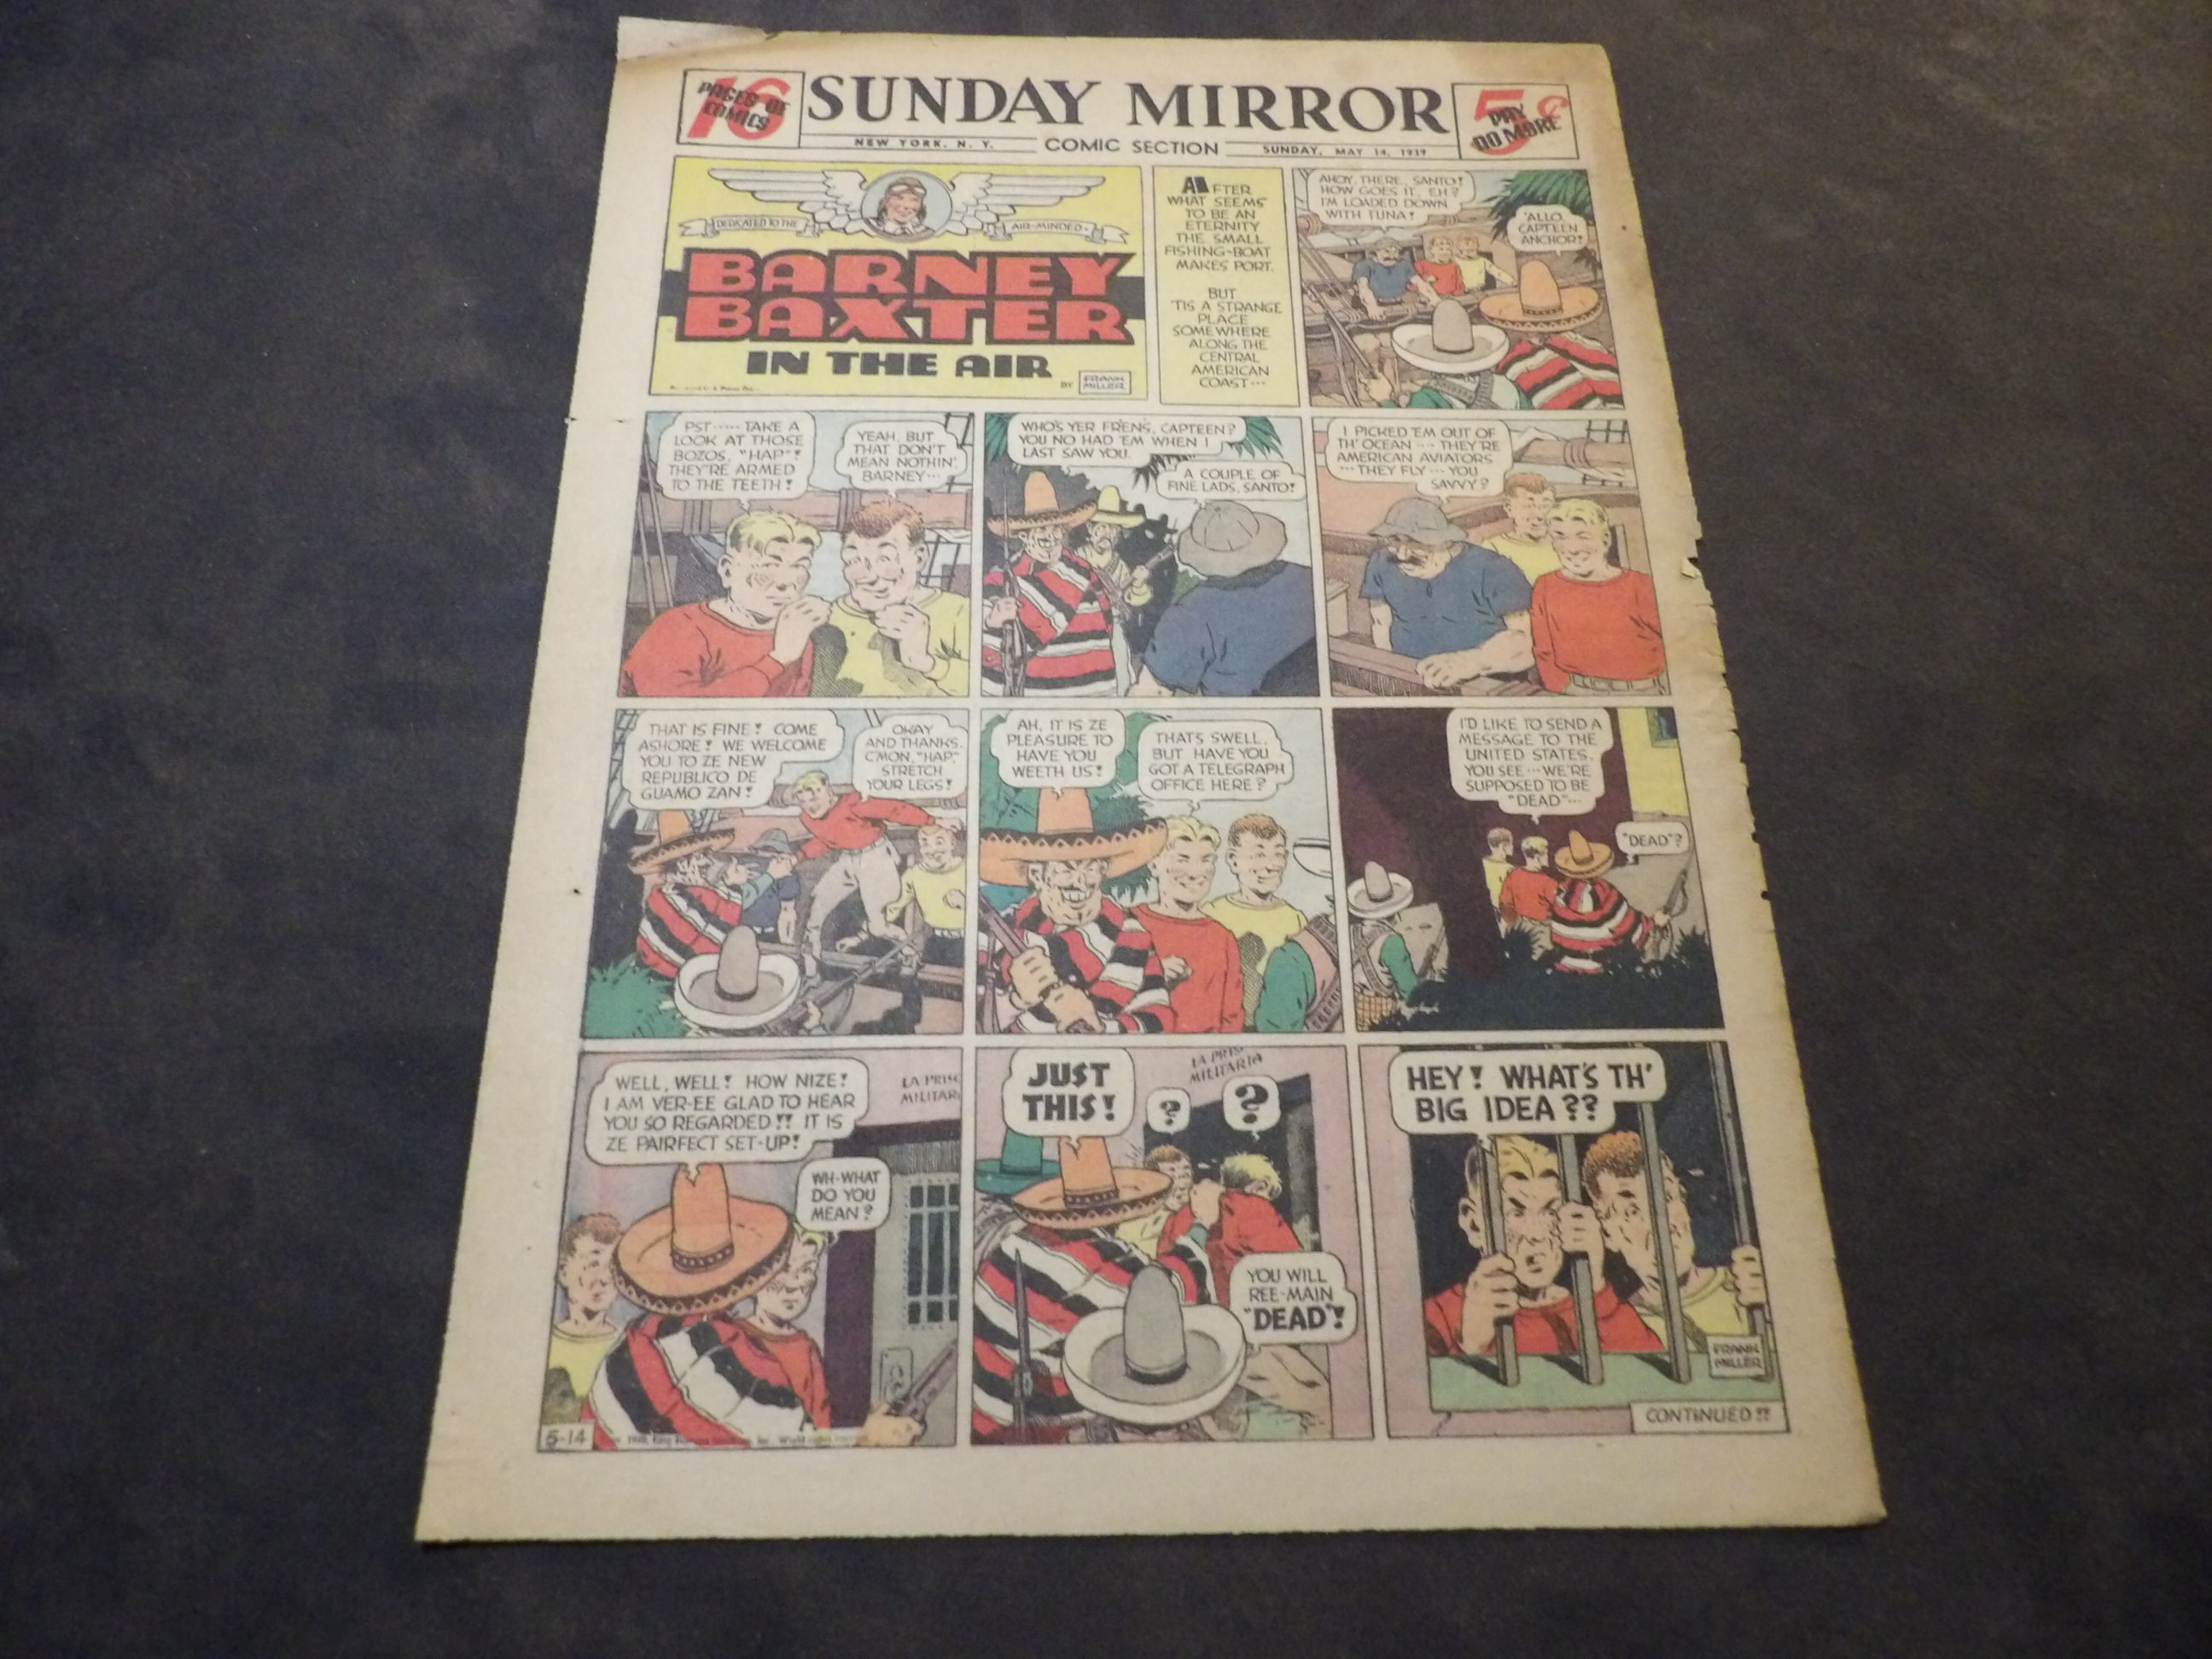 16
PAGES OF
COMICS
SUNDAY MIRROR
5¢
PAY
NO MORE
NEW YORK, N. Y.
COMIC SECTION
SUNDAY, MAY 14, 1939
DEDICATED TO THE
AIR-MINDED
BARNEY
BAXTER
IN THE AIR
BY
FRANK
MILLER
AFTER
WHAT SEEMS
TO BE AN
ETERNITY
THE SMALL
FISHING-BOAT
MAKES PORT.
BUT
'TIS A STRANGE
PLACE
SOMEWHERE
ALONG THE
CENTRAL
AMERICAN
COAST...
AHOY, THERE, SANTO!
HOW GOES IT, EH?
I'M LOADED DOWN
WITH TUNA!
'ALLO,
CAPTEEN
ANCHOR!
PST..... TAKE A
LOOK AT THOSE
BOZOS, "HAP"!
THEY'RE ARMED
TO THE TEETH!
YEAH, BUT
THAT DON'T
MEAN NOTHIN',
BARNEY...
WHO'S YER FR'ENS, CAPTEEN?
YOU NO HAD 'EM WHEN I
LAST SAW YOU.
A COUPLE OF
FINE LADS, SANTO!
I PICKED 'EM OUT OF
TH' OCEAN ... THEY'RE
AMERICAN AVIATORS
... THEY FLY ... YOU
SAVVY?
THAT IS FINE! COME
ASHORE! WE WELCOME
YOU TO ZE NEW
REPUBLICO DE
GUAMO ZAN!
OKAY
AND THANKS.
C'MON, "HAP,"
STRETCH
YOUR LEGS!
AH, IT IS ZE
PLEASURE TO
HAVE YOU
WEETH US!
THAT'S SWELL,
BUT HAVE YOU
GOT A TELEGRAPH
OFFICE HERE?
I'D LIKE TO SEND A
MESSAGE TO THE
UNITED STATES.
YOU SEE ... WE'RE
SUPPOSED TO BE
"DEAD"...
"DEAD"?
WELL, WELL! HOW NIZE!
I AM VER-EE GLAD TO HEAR
YOU SO REGARDED!! IT IS
ZE PAIRFECT SET-UP!
LA PRISO
MILITAR
WH-WHAT
DO YOU
MEAN?
5-14
JUST
THIS!
LA PRIS
MILITARIA
?
?
YOU WILL
REE-MAIN
"DEAD"!
HEY! WHAT'S TH'
BIG IDEA??
FRANK
MILLER
CONTINUED!!